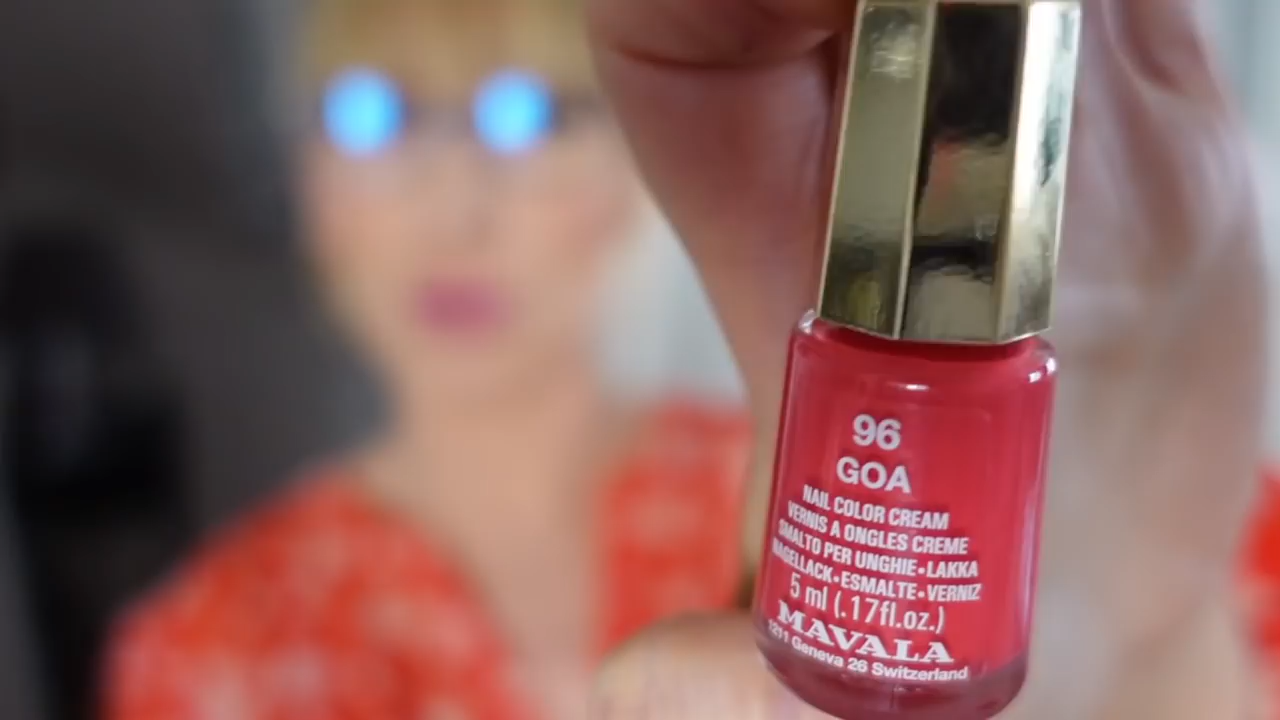 96
GOA
NAIL COLOR CREAM
VERNIS A ONGLES CREME
SMALTO PER UNGHIE•LAKKA
NAGELLACK•ESMALTE•VERNIZ
5 ml (.17fl.oz.)
MAVALA
1211 Geneva 26 Switzerland